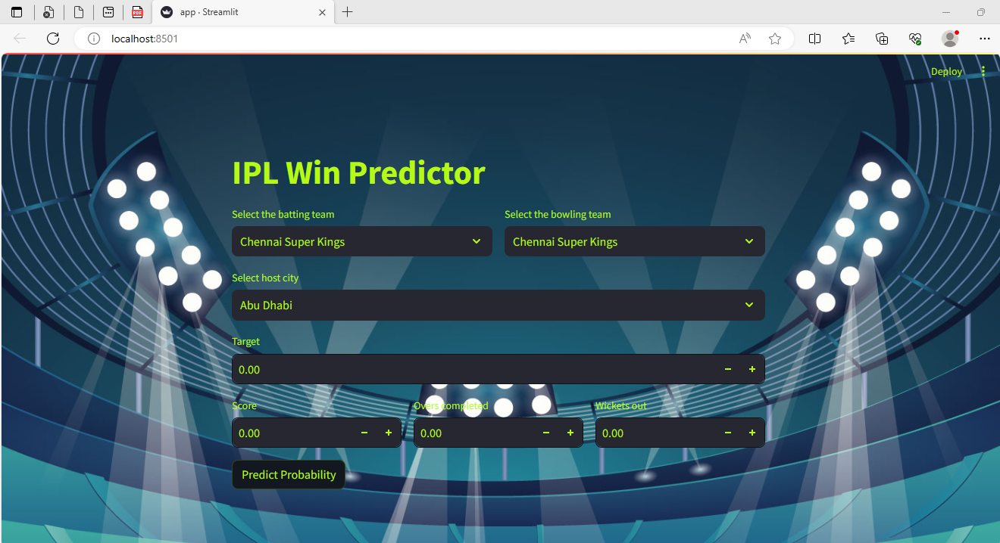 PDF
app · Streamlit
localhost:8501
A
Deploy
IPL Win Predictor
Select the batting team
Select the bowling team
Chennai Super Kings
Chennai Super Kings
Select host city
Abu Dhabi
Target
0.00
Score
Overs completed
Wickets out
0.00
0.00
0.00
Predict Probability